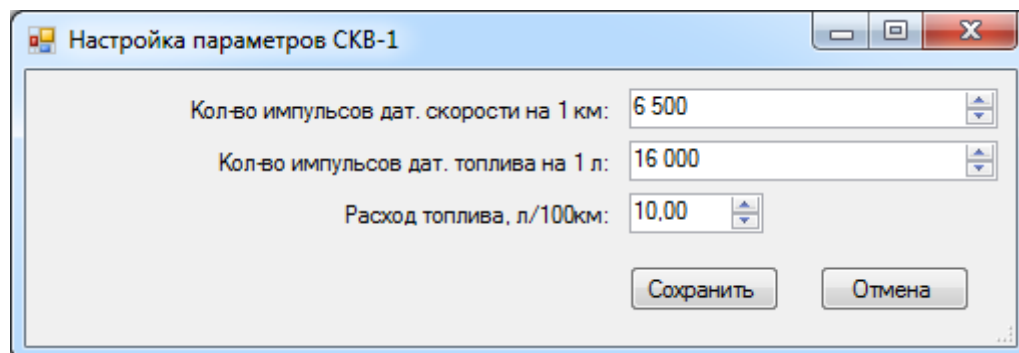 Настройка параметров СКВ-1
Кол-во импульсов дат. скорости на 1 км: 6 500
Кол-во импульсов дат. топлива на 1 л: 16 000
Расход топлива, л/100км: 10,00
Сохранить Отмена